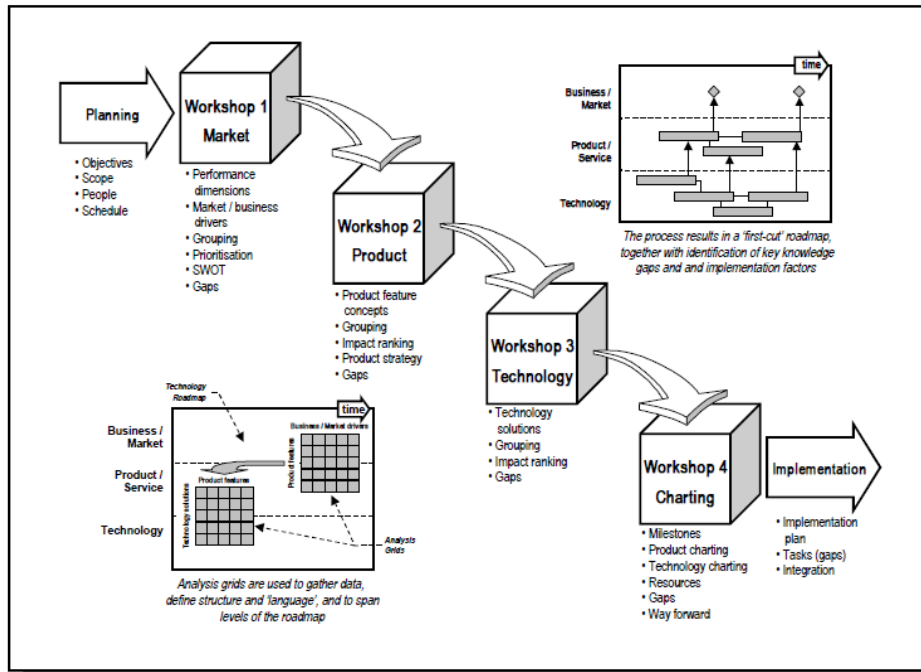 Planning
• Objectives
• Scope
• People
• Schedule
Workshop 1
Market
• Performance
dimensions
• Market / business
drivers
• Grouping
• Prioritisation
• SWOT
• Gaps
Workshop 2
Product
• Product feature
concepts
• Grouping
• Impact ranking
• Product strategy
• Gaps
Workshop 3
Technology
• Technology
solutions
• Grouping
• Impact ranking
• Gaps
Workshop 4
Charting
• Milestones
• Product charting
• Technology charting
• Resources
• Gaps
• Way forward
Implementation
• Implementation
plan
• Tasks (gaps)
• Integration
time
Business /
Market
Product /
Service
Technology
The process results in a 'first-cut' roadmap,
together with identification of key knowledge
gaps and and implementation factors
Technology
Roadmap
time
Business /
Market
Product /
Service
Technology
Business / Market drivers
Product features
Product features
Technology solutions
Analysis
Grids
Analysis grids are used to gather data,
define structure and 'language', and to span
levels of the roadmap